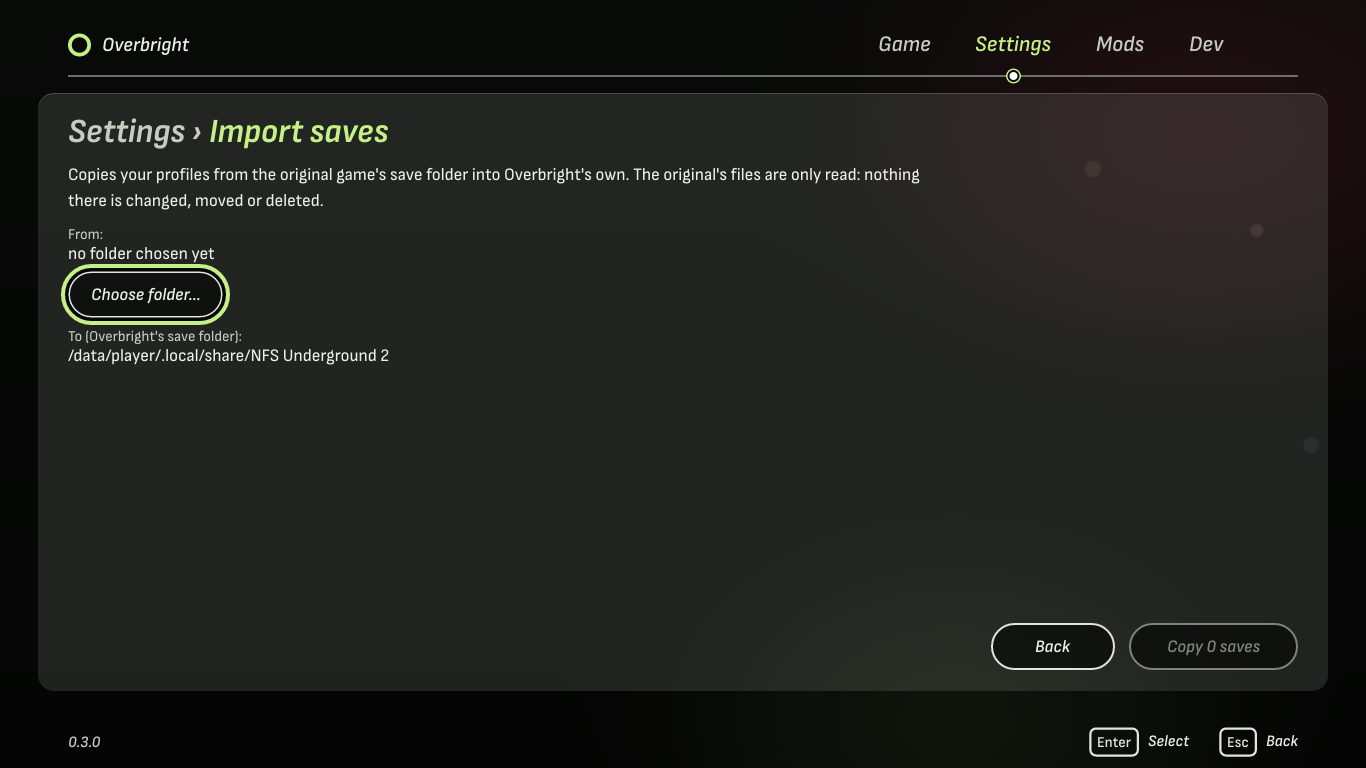 Overbright
Game Settings Mods Dev
Settings › Import saves
Copies your profiles from the original game's save folder into Overbright's own. The original's files are only read: nothing
there is changed, moved or deleted.
From:
no folder chosen yet
Choose folder...
To (Overbright's save folder):
/data/player/.local/share/NFS Underground 2
Back Copy 0 saves
0.3.0 Enter Select Esc Back